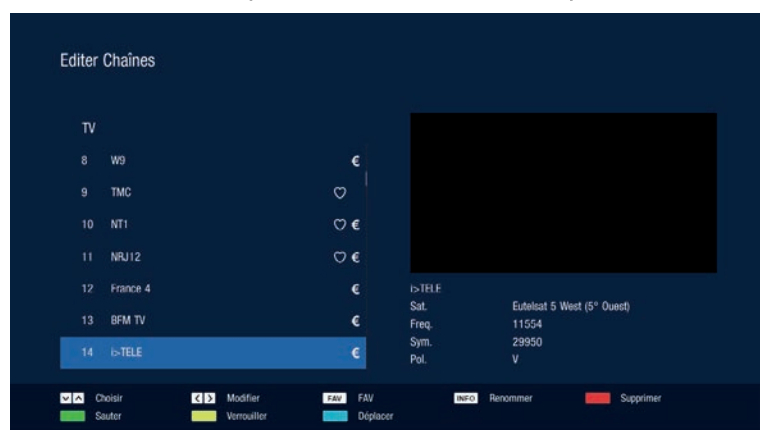 Editer Chaînes
TV
8 W9 €
9 TMC ♡
10 NT1 ♡ €
11 NRJ12 ♡ €
12 France 4 €
13 BFM TV €
14 i>TELE €
i>TELE
Sat. Eutelsat 5 West (5° Ouest)
Freq. 11554
Sym. 29950
Pol. V
Choisir Modifier FAV FAV INFO Renommer Supprimer
Sauter Verrouiller Déplacer